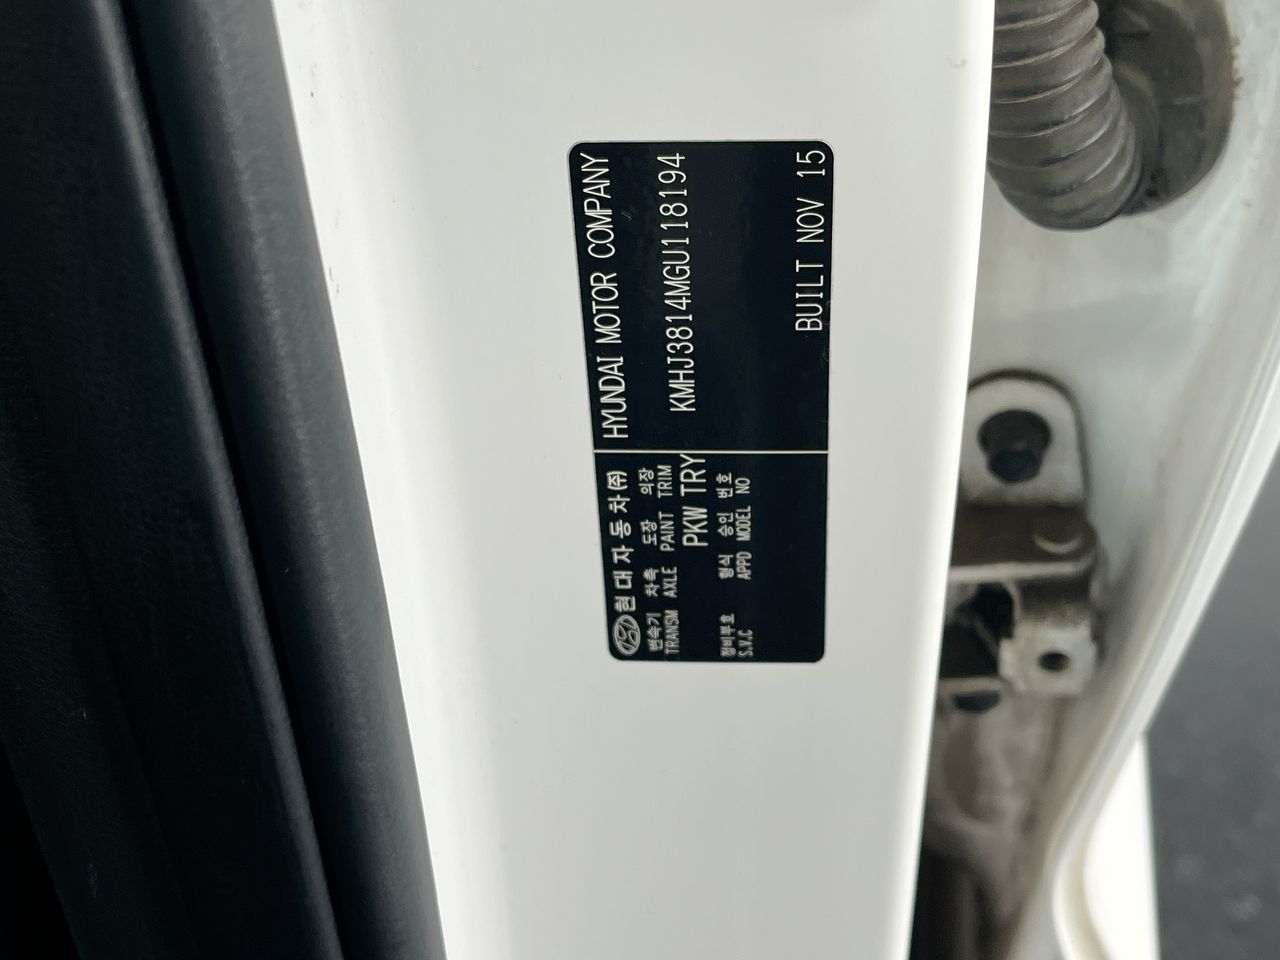 현대자동차㈜
HYUNDAI MOTOR COMPANY
변속기 차축 도장 의장
TRANSM AXLE PAINT TRIM
KMHJ3814MGU118194
PKW TRY
정비부호 형식 승인 번호
S.V.C APPD MODEL NO
BUILT NOV 15